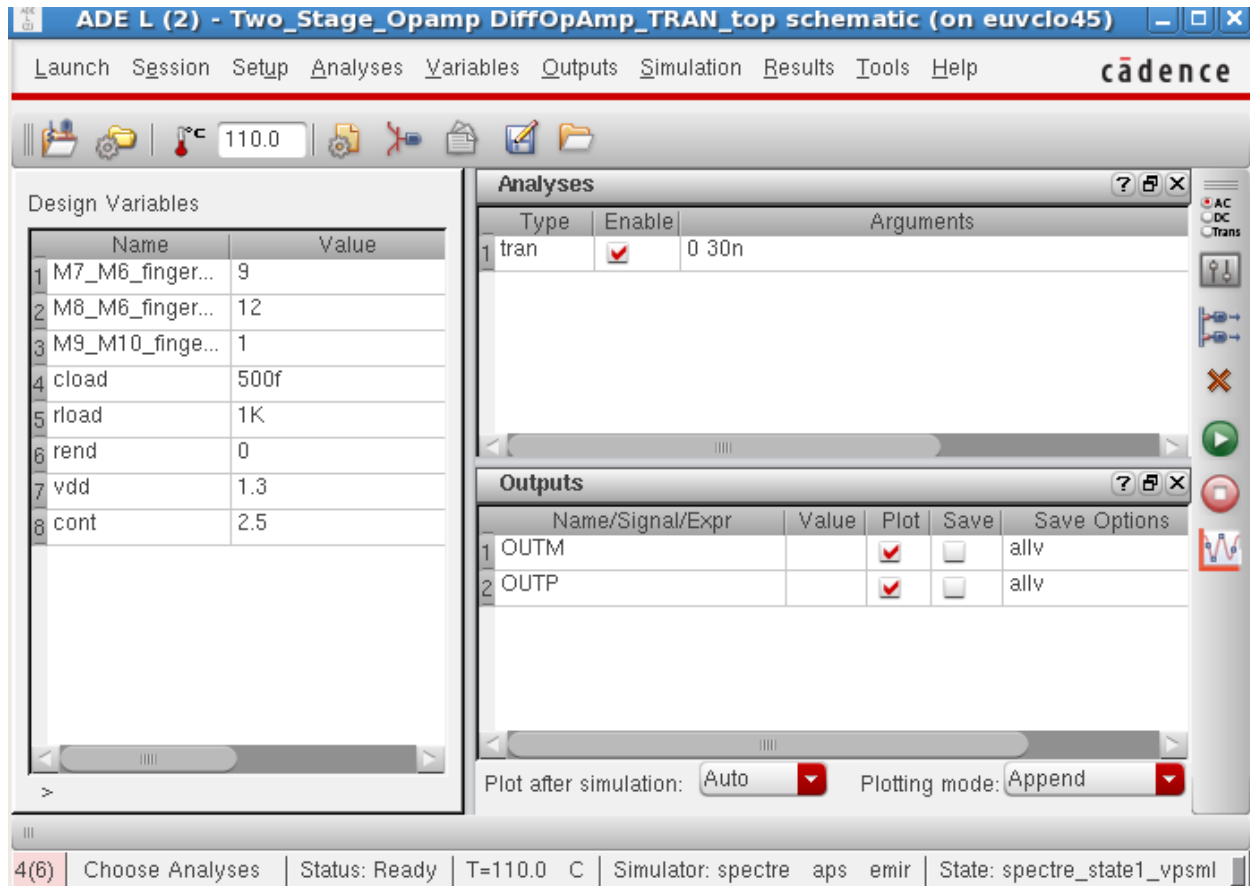 ADE L (2) - Two_Stage_Opamp DiffOpAmp_TRAN_top schematic (on euvclo45)
Launch Session Setup Analyses Variables Outputs Simulation Results Tools Help cādence
°C 110.0
Design Variables
Name Value
1 M7_M6_finger... 9
2 M8_M6_finger... 12
3 M9_M10_finge... 1
4 cload 500f
5 rload 1K
6 rend 0
7 vdd 1.3
8 cont 2.5
>
Analyses
Type Enable Arguments
1 tran 0 30n
Outputs
Name/Signal/Expr Value Plot Save Save Options
1 OUTM allv
2 OUTP allv
Plot after simulation: Auto Plotting mode: Append
AC
DC
Trans
4(6) Choose Analyses Status: Ready T=110.0 C Simulator: spectre aps emir State: spectre_state1_vpsml